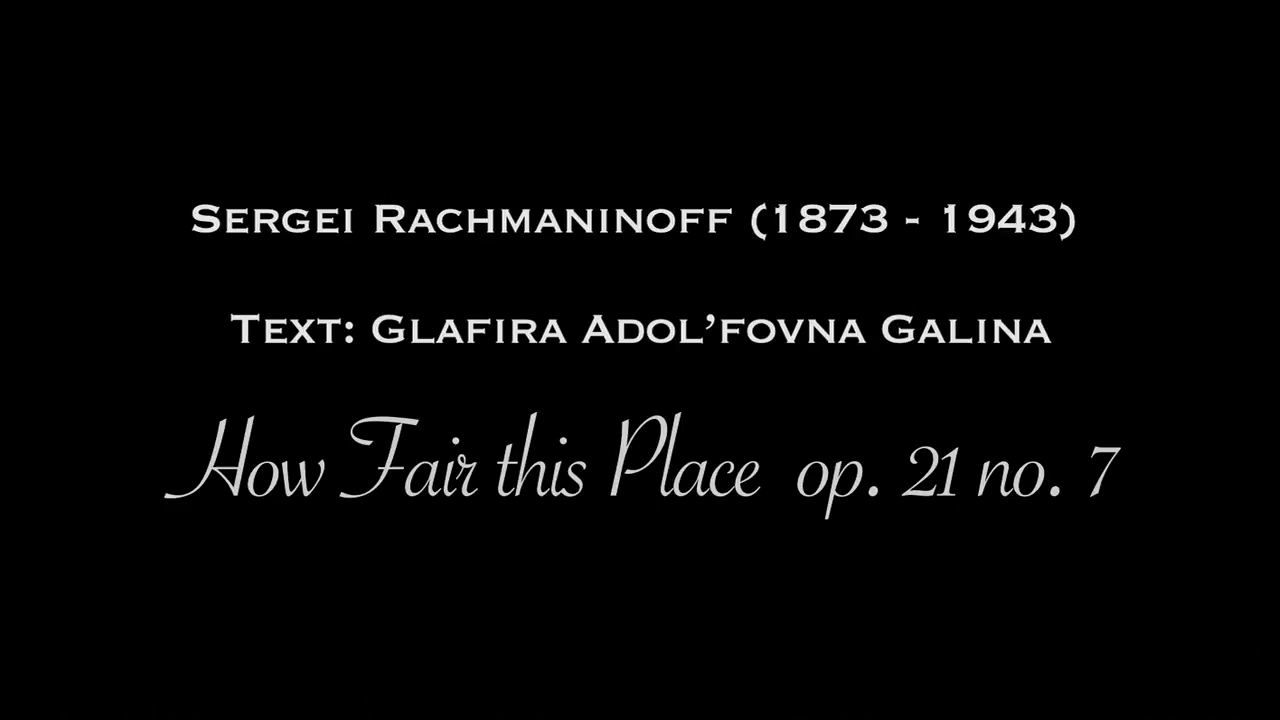 Sergei Rachmaninoff (1873 - 1943)
Text: Glafira Adol’fovna Galina
How Fair this Place op. 21 no. 7